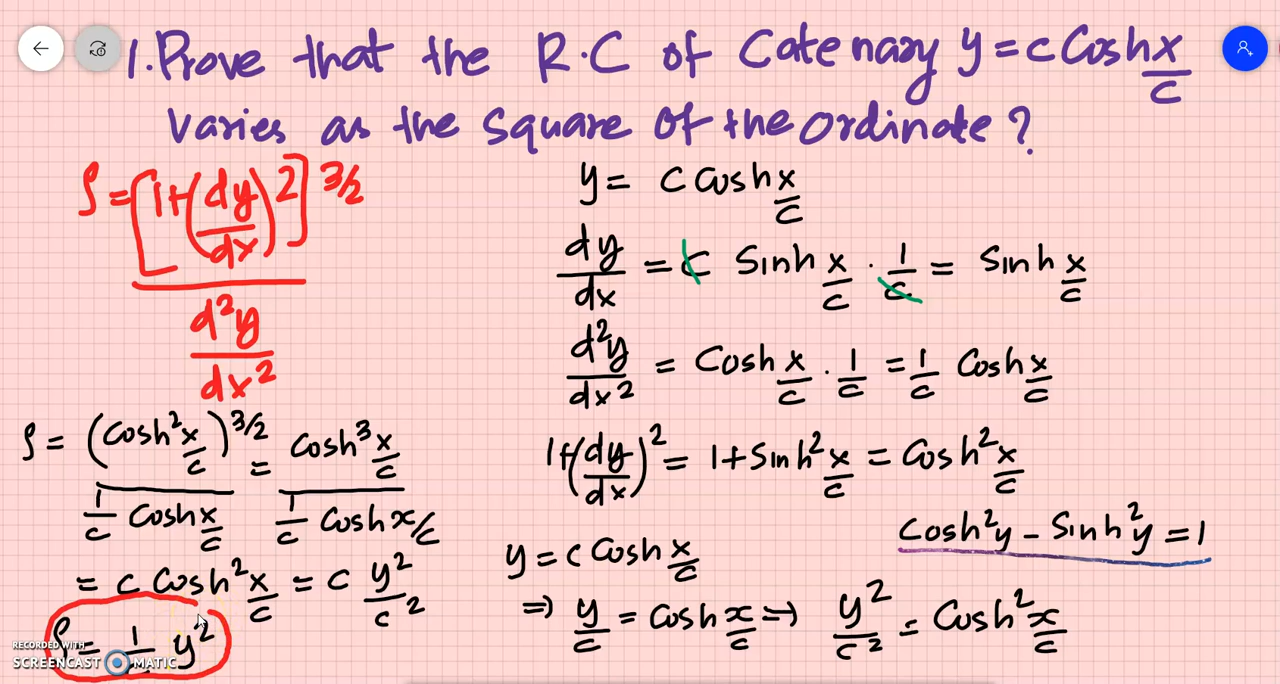 1. Prove that the R.C of Catenary y = c Cosh x/c
varies as the square of the ordinate?
ρ = [1+(dy/dx)2]^3/2 / d²y/dx²
y = c cosh x/c
dy/dx = c Sinh x/c · 1/c = Sinh x/c
d²y/dx² = Cosh x/c · 1/c = 1/c Cosh x/c
1+(dy/dx)² = 1+Sinh² x/c = Cosh² x/c
Cosh²y - Sinh²y = 1
y = c Cosh x/c
⇒ y/c = cosh x/c ⇒ y²/c² = Cosh² x/c
ρ = (Cosh² x/c)^3/2 / 1/c Cosh x/c = Cosh³ x/c / 1/c Cosh x/c
= c Cosh² x/c = c y²/c²
ρ = 1/ y²
RECORDED WITH
SCREENCAST MATIC